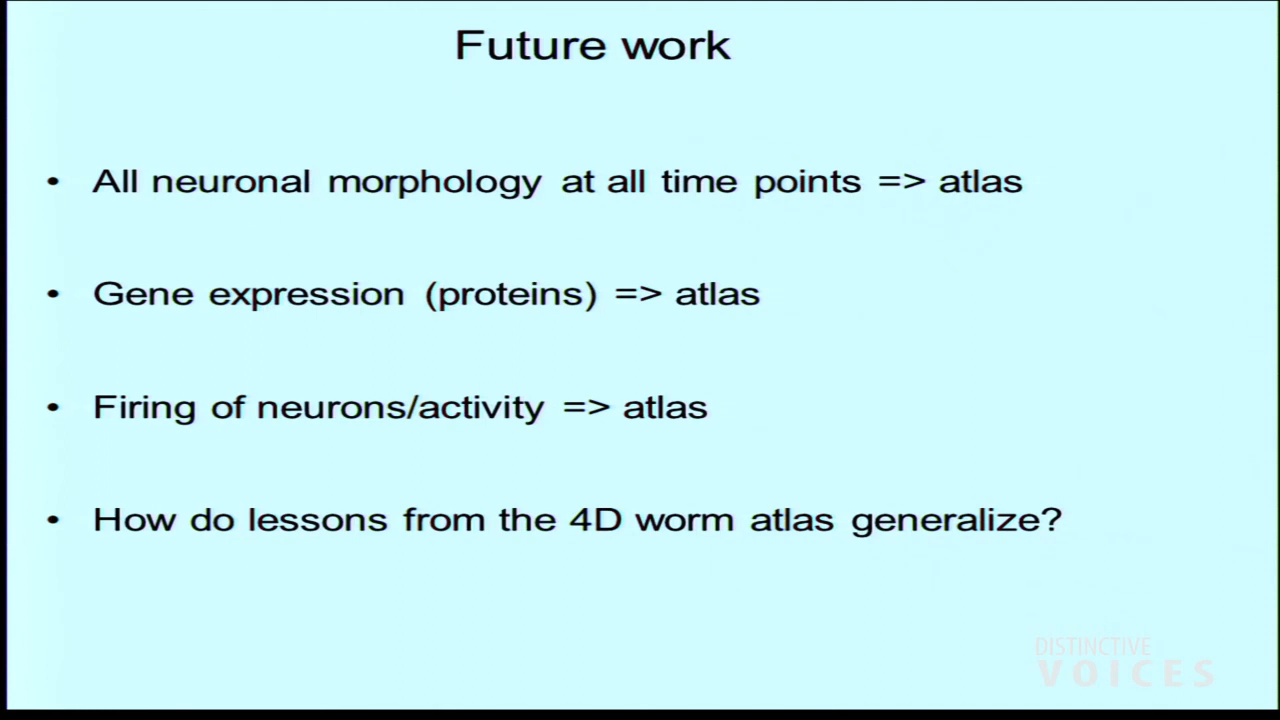 Future work
• All neuronal morphology at all time points => atlas
• Gene expression (proteins) => atlas
• Firing of neurons/activity => atlas
• How do lessons from the 4D worm atlas generalize?
DISTINCTIVE
VOICES